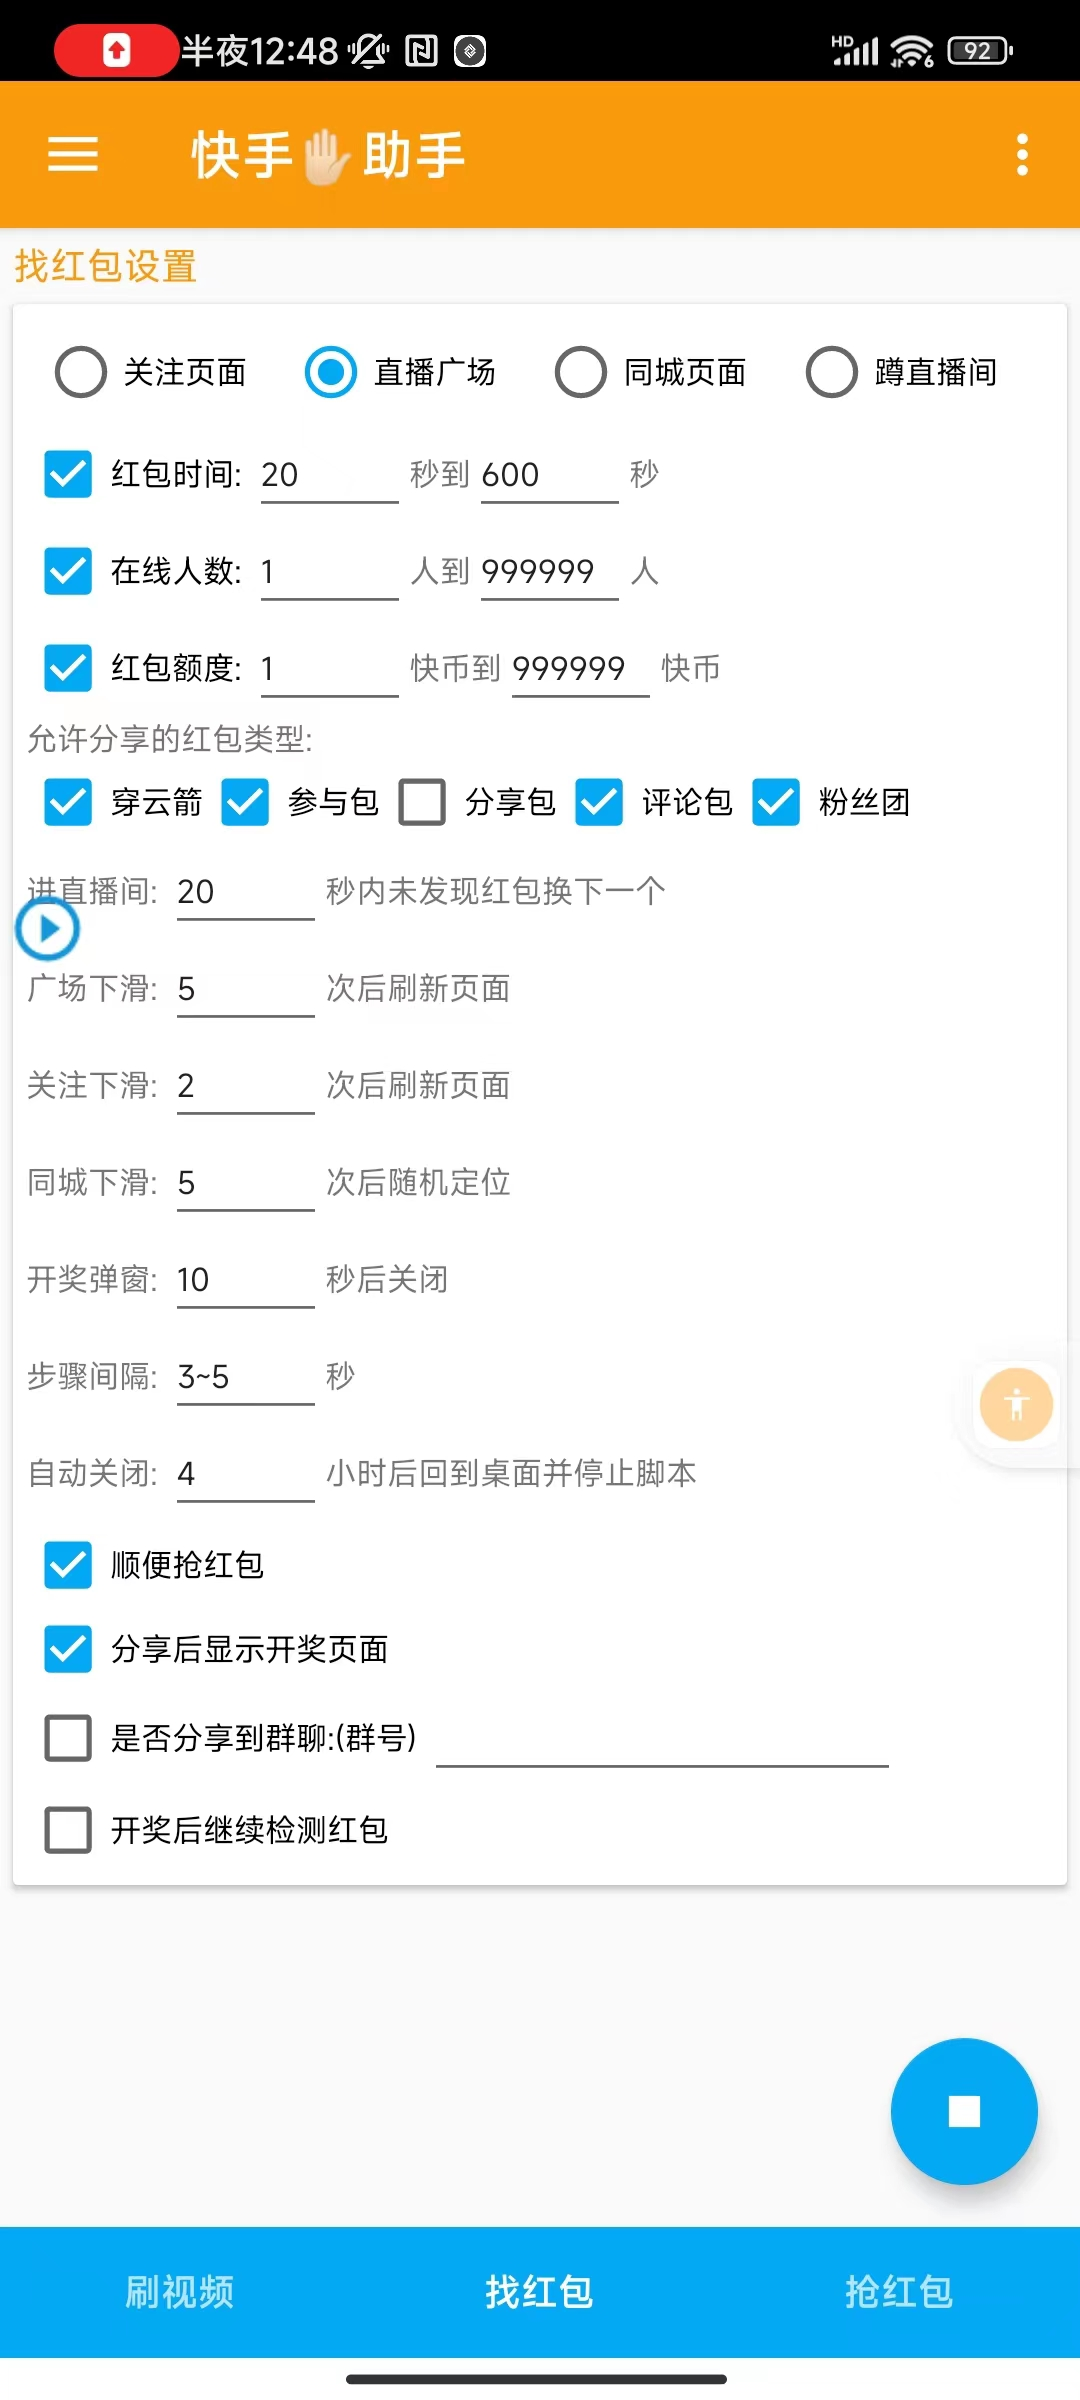 半夜12:48 HD 6 92
快手✋助手
找红包设置
关注页面 直播广场 同城页面 蹲直播间
红包时间: 20 秒到 600 秒
在线人数: 1 人到 999999 人
红包额度: 1 快币到 999999 快币
允许分享的红包类型:
穿云箭 参与包 分享包 评论包 粉丝团
进直播间: 20 秒内未发现红包换下一个
广场下滑: 5 次后刷新页面
关注下滑: 2 次后刷新页面
同城下滑: 5 次后随机定位
开奖弹窗: 10 秒后关闭
步骤间隔: 3~5 秒
自动关闭: 4 小时后回到桌面并停止脚本
顺便抢红包
分享后显示开奖页面
是否分享到群聊:(群号)
开奖后继续检测红包
刷视频 找红包 抢红包